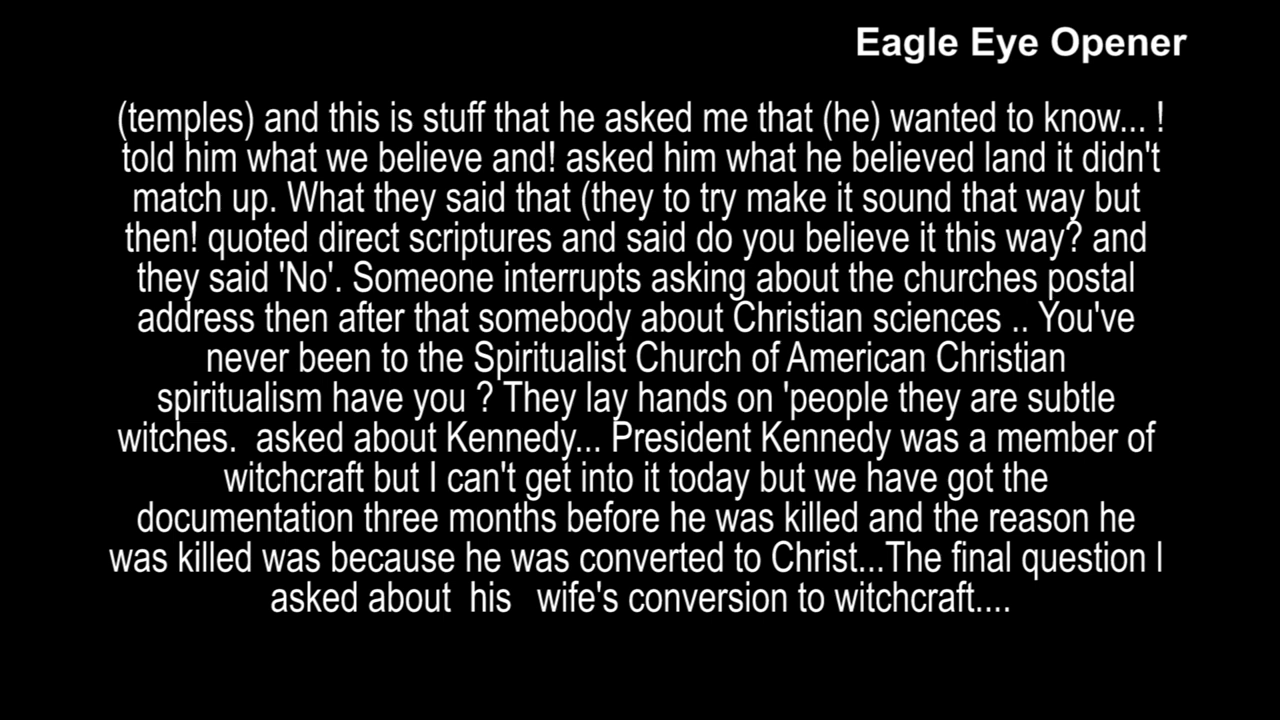 Eagle Eye Opener
(temples) and this is stuff that he asked me that (he) wanted to know... !
told him what we believe and! asked him what he believed land it didn't
match up. What they said that (they to try make it sound that way but
then! quoted direct scriptures and said do you believe it this way? and
they said 'No'. Someone interrupts asking about the churches postal
address then after that somebody about Christian sciences .. You've
never been to the Spiritualist Church of American Christian
spiritualism have you ? They lay hands on 'people they are subtle
witches.  asked about Kennedy... President Kennedy was a member of
witchcraft but I can't get into it today but we have got the
documentation three months before he was killed and the reason he
was killed was because he was converted to Christ...The final question I
asked about  his   wife's conversion to witchcraft....